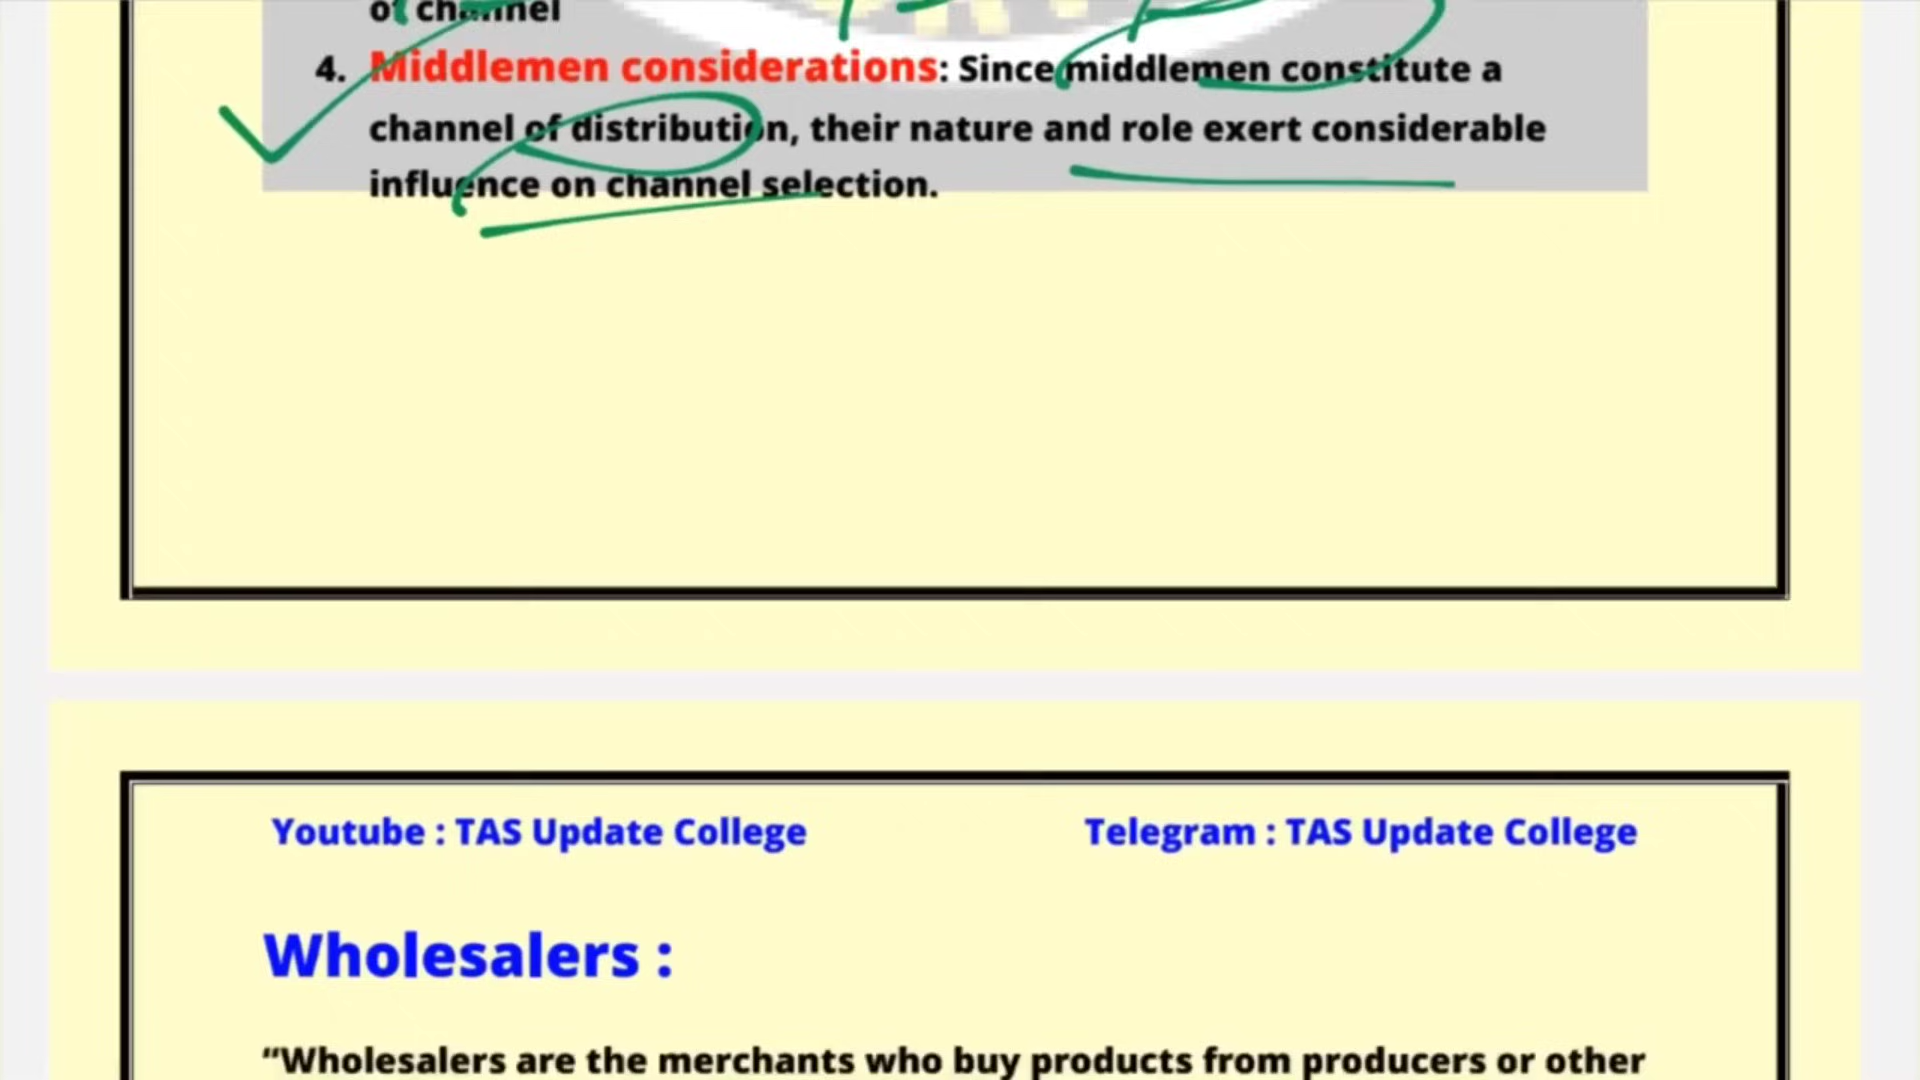 of channel
4. Middlemen considerations: Since middlemen constitute a
channel of distribution, their nature and role exert considerable
influence on channel selection.
Youtube : TAS Update College
Telegram : TAS Update College
Wholesalers :
“Wholesalers are the merchants who buy products from producers or other